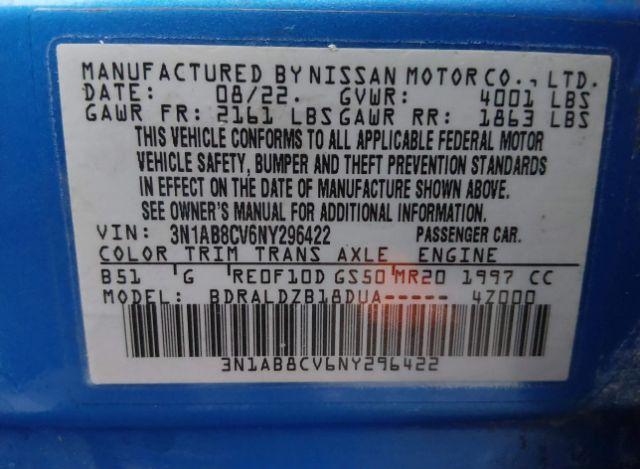 MANUFACTURED BY NISSAN MOTOR CO., LTD.
DATE: 08/22. GVWR: 4001 LBS
GAWR FR: 2161 LBS GAWR RR: 1863 LBS
THIS VEHICLE CONFORMS TO ALL APPLICABLE FEDERAL MOTOR
VEHICLE SAFETY, BUMPER AND THEFT PREVENTION STANDARDS
IN EFFECT ON THE DATE OF MANUFACTURE SHOWN ABOVE.
SEE OWNER'S MANUAL FOR ADDITIONAL INFORMATION.
VIN: 3N1AB8CV6NY296422 PASSENGER CAR.
COLOR TRIM TRANS AXLE ENGINE
B51 G RE0F10D GS50 MR20 1997 CC
MODEL: BDRALDZB18DUA----- 4Z000
3N1AB8CV6NY296422